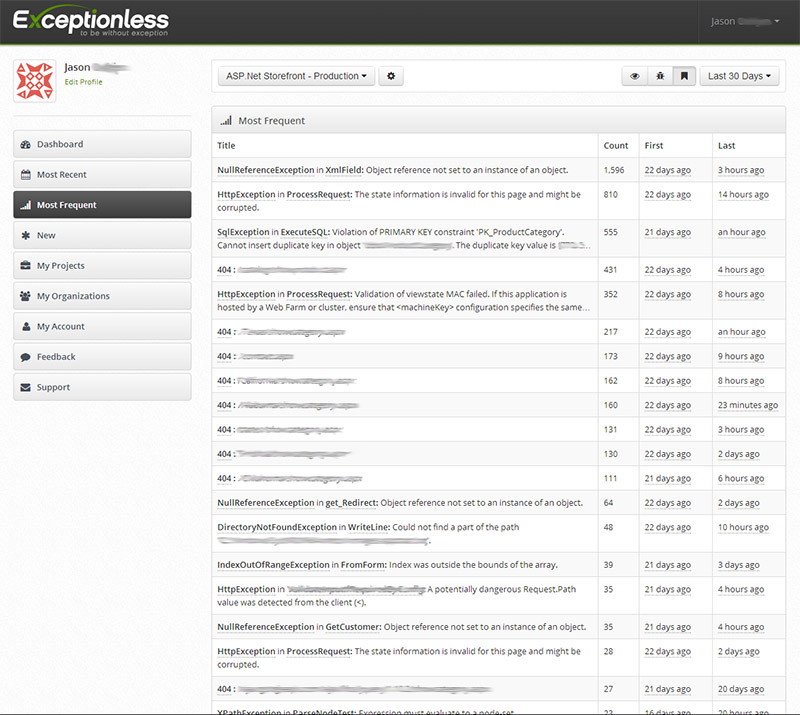 Exceptionless
to be without exception
Jason
Jason
Edit Profile
ASP.Net Storefront - Production
Last 30 Days
Dashboard
Most Recent
Most Frequent
New
My Projects
My Organizations
My Account
Feedback
Support
Most Frequent
Title Count First Last
NullReferenceException in XmlField: Object reference not set to an instance of an object. 1,596 22 days ago 3 hours ago
HttpException in ProcessRequest: The state information is invalid for this page and might be 810 22 days ago 14 hours ago
corrupted.
SqlException in ExecuteSQL: Violation of PRIMARY KEY constraint 'PK_ProductCategory'. 555 21 days ago an hour ago
Cannot insert duplicate key in object . The duplicate key value is ...
404 : 431 22 days ago 4 hours ago
HttpException in ProcessRequest: Validation of viewstate MAC failed. If this application is 352 22 days ago 8 hours ago
hosted by a Web Farm or cluster, ensure that <machineKey> configuration specifies the same...
404 : 217 22 days ago an hour ago
404 : 173 22 days ago 9 hours ago
404 : 162 22 days ago 8 hours ago
404 : 160 22 days ago 23 minutes ago
404 : 131 22 days ago 3 hours ago
404 : 130 22 days ago 2 days ago
404 : 111 21 days ago 6 hours ago
NullReferenceException in get_Redirect: Object reference not set to an instance of an object. 64 22 days ago 2 days ago
DirectoryNotFoundException in WriteLine: Could not find a part of the path 48 22 days ago 10 hours ago
IndexOutOfRangeException in FromForm: Index was outside the bounds of the array. 39 21 days ago 3 days ago
HttpException in A potentially dangerous Request.Path 35 21 days ago 4 hours ago
value was detected from the client (<).
NullReferenceException in GetCustomer: Object reference not set to an instance of an object. 35 21 days ago 4 hours ago
HttpException in ProcessRequest: The state information is invalid for this page and might be 28 22 days ago 2 days ago
corrupted.
404 : 27 21 days ago 20 days ago
XPathException in ParseNodeTest: Expression must evaluate to a node-set. 23 16 days ago 20 hours ago